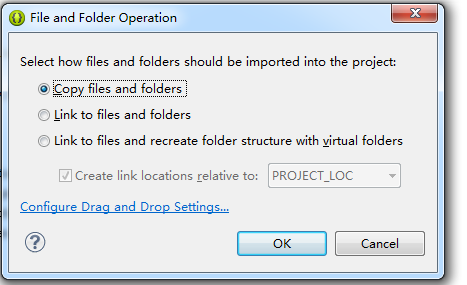 File and Folder Operation
Select how files and folders should be imported into the project:
Copy files and folders
Link to files and folders
Link to files and recreate folder structure with virtual folders
Create link locations relative to: PROJECT_LOC
Configure Drag and Drop Settings...
? OK Cancel